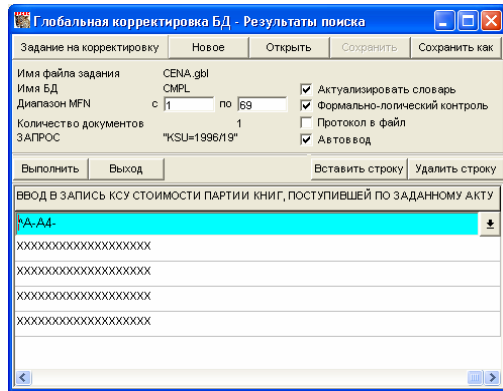 Глобальная корректировка БД - Результаты поиска
Задание на корректировку Новое Открыть Сохранить Сохранить как
Имя файла задания CENA.gbl
Имя БД CMPL
Диапазон MFN с 1 по 69
Количество документов 1
ЗАПРОС "KSU=1996/19"
Актуализировать словарь
Формально-логический контроль
Протокол в файл
Автоввод
Выполнить Выход Вставить строку Удалить строку
ВВОД В ЗАПИСЬ КСУ СТОИМОСТИ ПАРТИИ КНИГ, ПОСТУПИВШЕЙ ПО ЗАДАННОМУ АКТУ
XXXXXXXXXXXXXXXXXXX
XXXXXXXXXXXXXXXXXXX
XXXXXXXXXXXXXXXXXXX
XXXXXXXXXXXXXXXXXXX